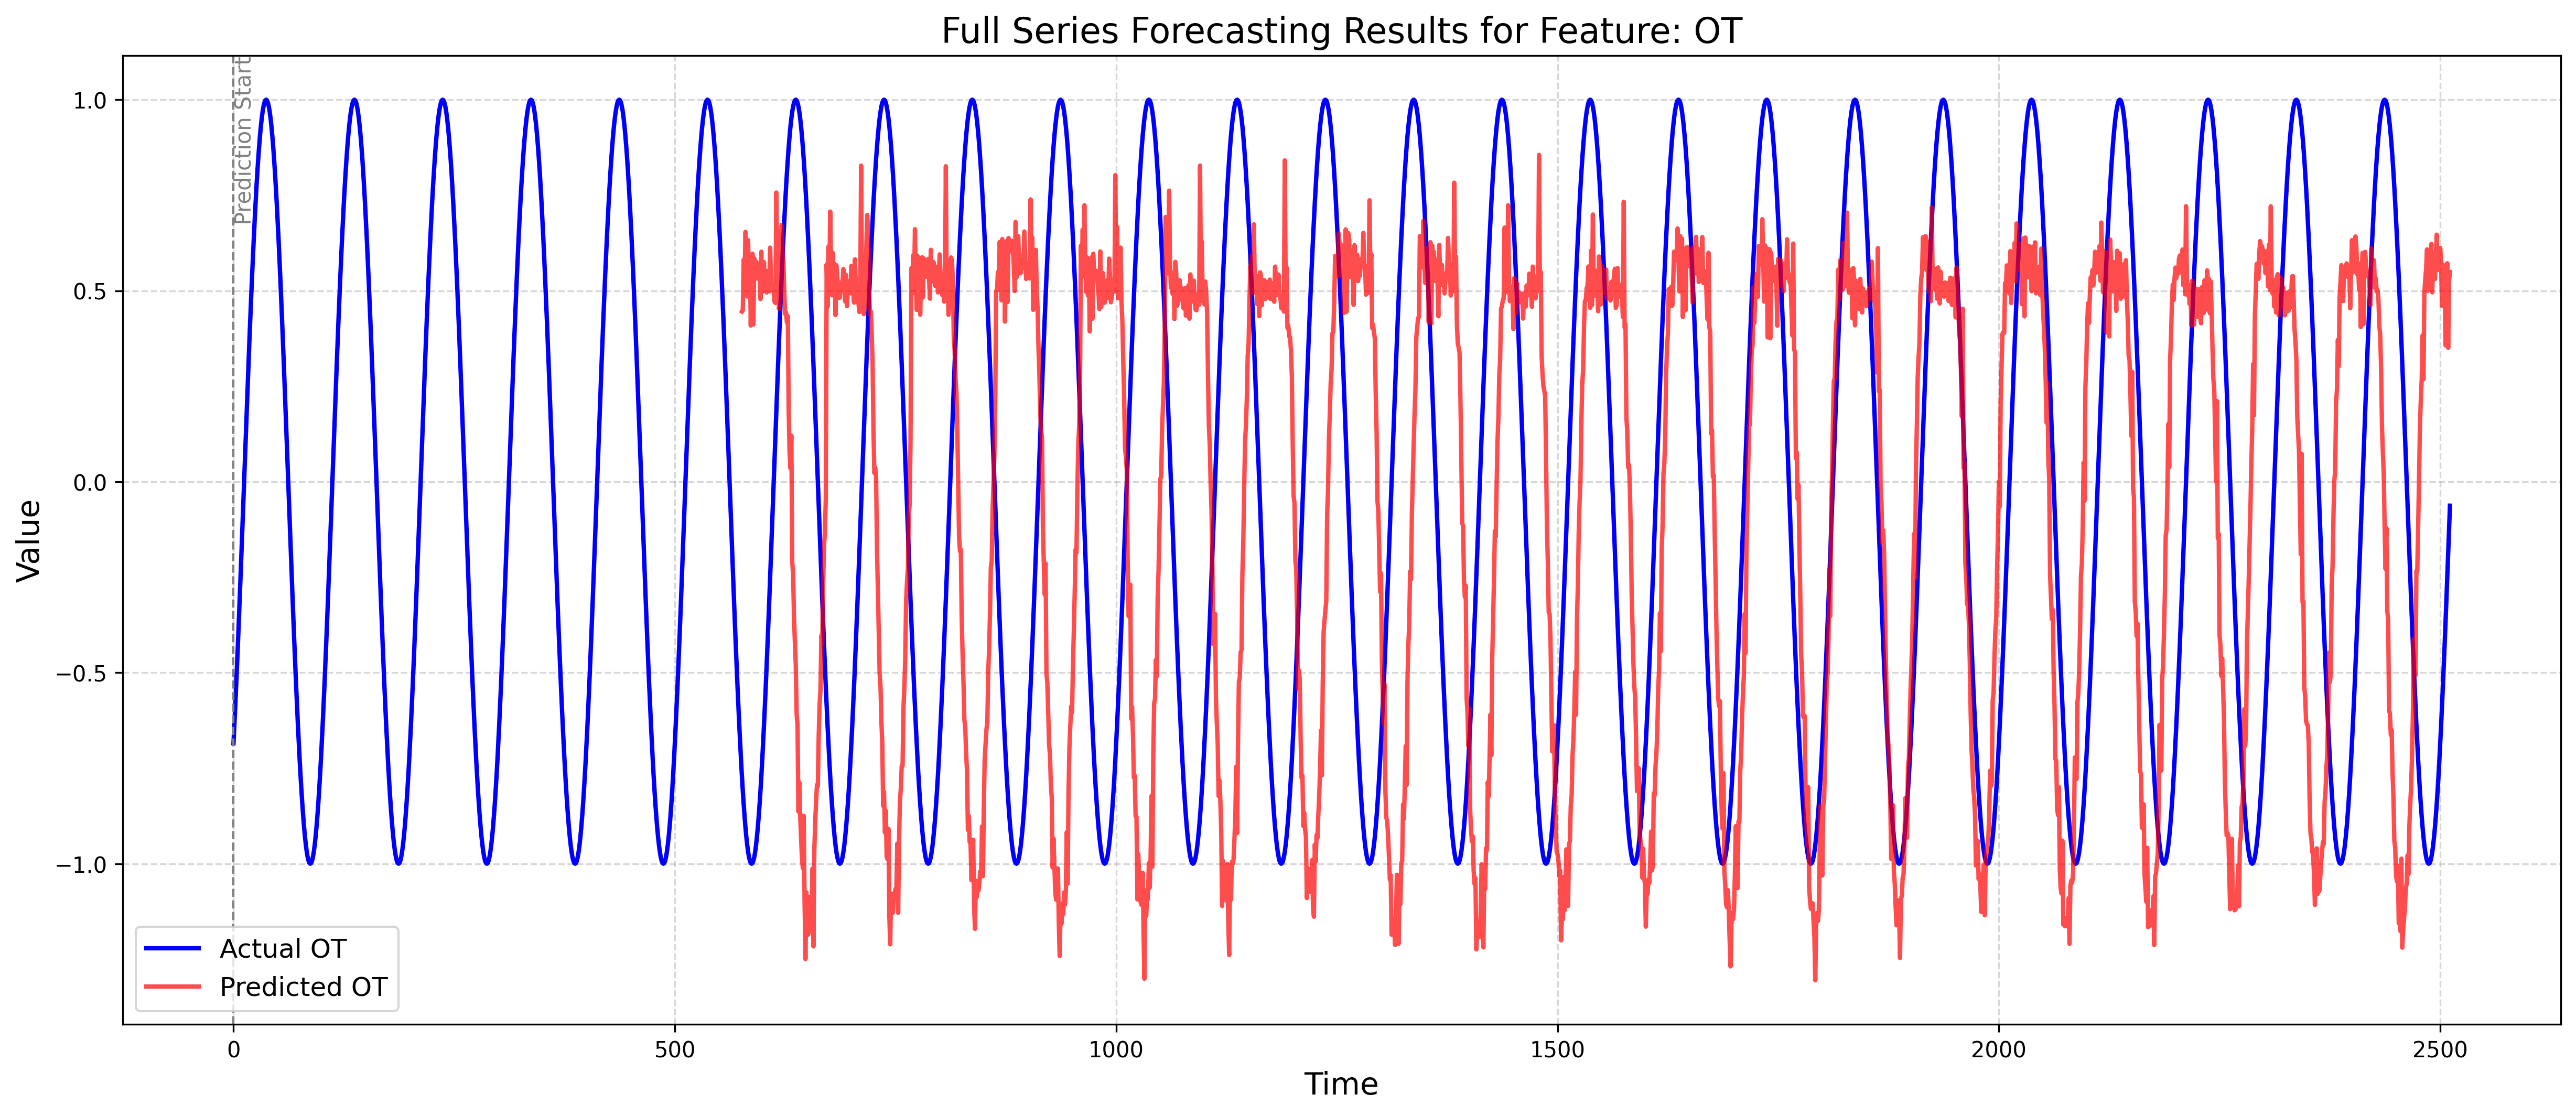 Full Series Forecasting Results for Feature: OT
Prediction Start
1.0
0.5
0.0
−0.5
−1.0
Value
Actual OT
Predicted OT
0
500
1000
1500
2000
2500
Time